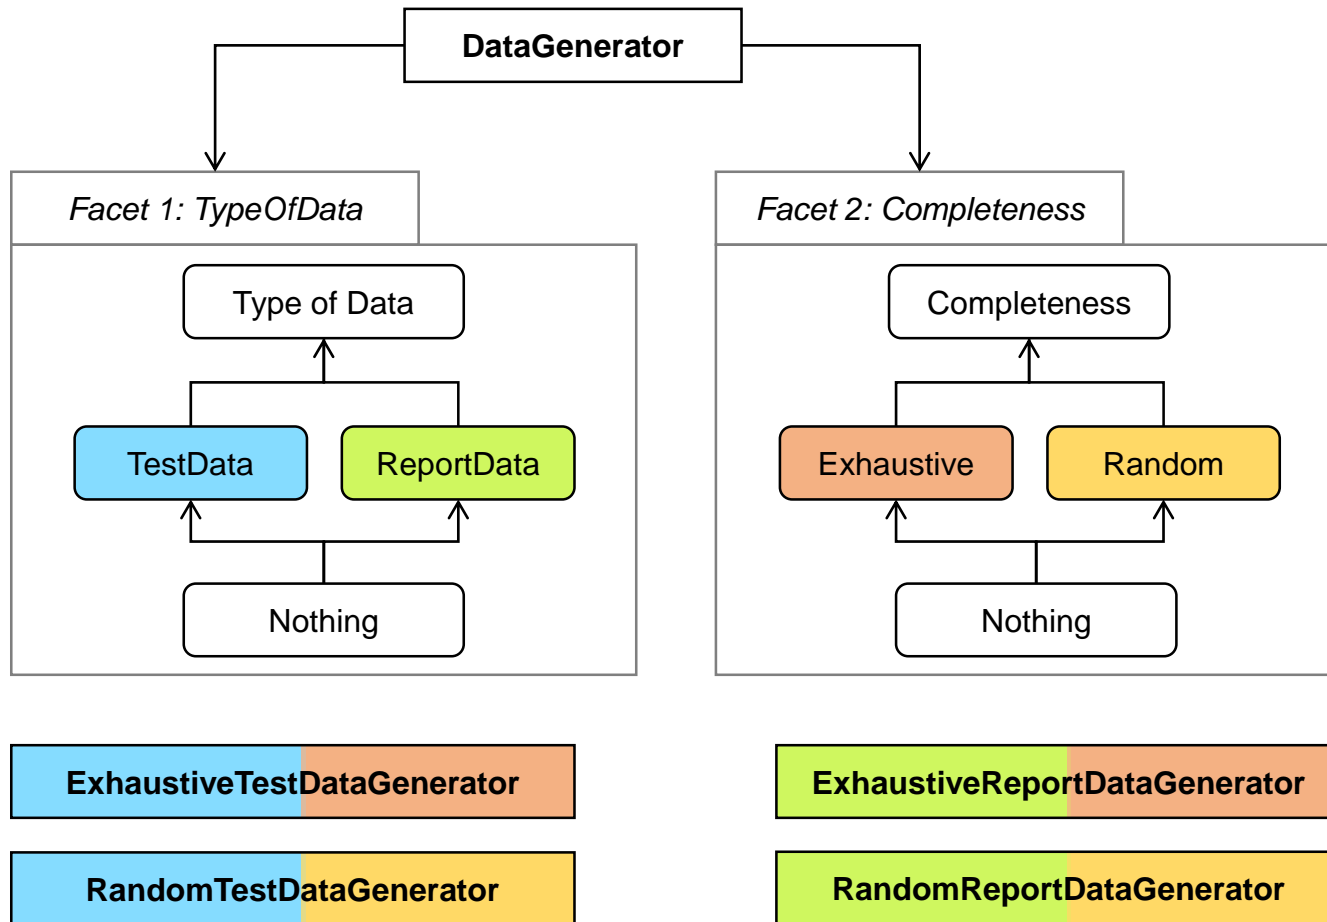 DataGenerator
Facet 1: TypeOfData
Facet 2: Completeness
Type of Data
Completeness
TestData
ReportData
Exhaustive
Random
Nothing
Nothing
ExhaustiveTestDataGenerator
ExhaustiveReportDataGenerator
RandomTestDataGenerator
RandomReportDataGenerator